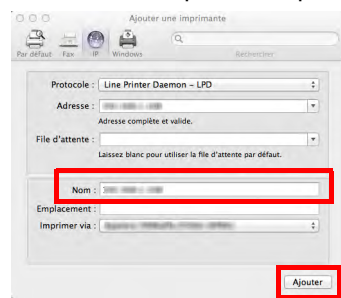 Ajouter une imprimante
Par défaut Fax IP Windows Rechercher
Protocole : Line Printer Daemon – LPD
Adresse :
Adresse complète et valide.
File d'attente :
Laissez blanc pour utiliser la file d'attente par défaut.
Nom :
Emplacement :
Imprimer via :
Ajouter